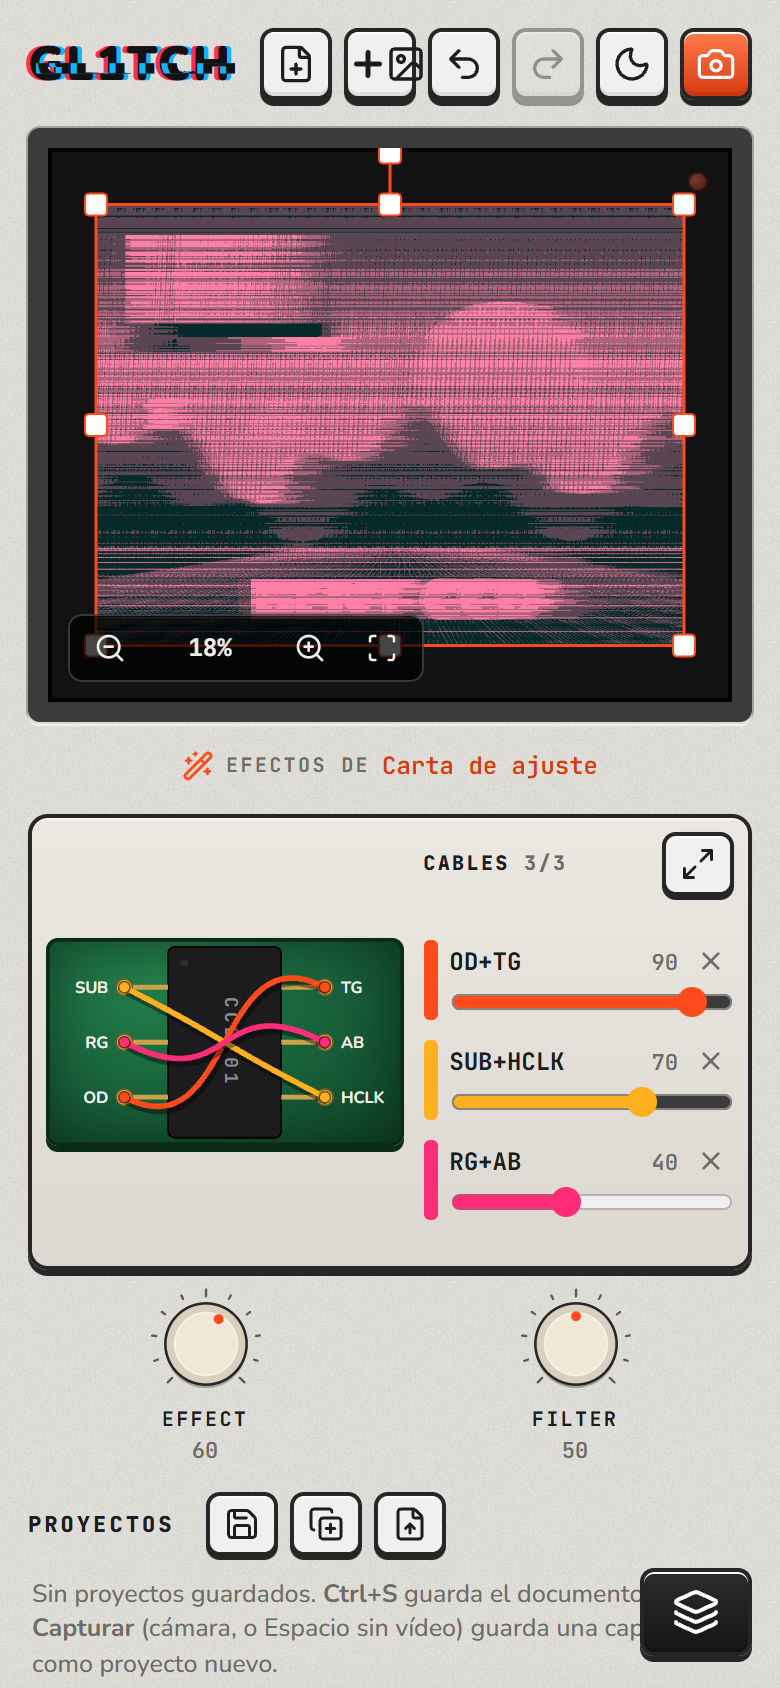 GL1TCH
18%
EFECTOS DE Carta de ajuste
CABLES 3/3
OD+TG 90
SUB+HCLK 70
RG+AB 40
SUB TG
RG AB
OD HCLK
EFFECT
60
FILTER
50
PROYECTOS
Sin proyectos guardados. Ctrl+S guarda el documento
Capturar (cámara, o Espacio sin vídeo) guarda una cap
como proyecto nuevo.